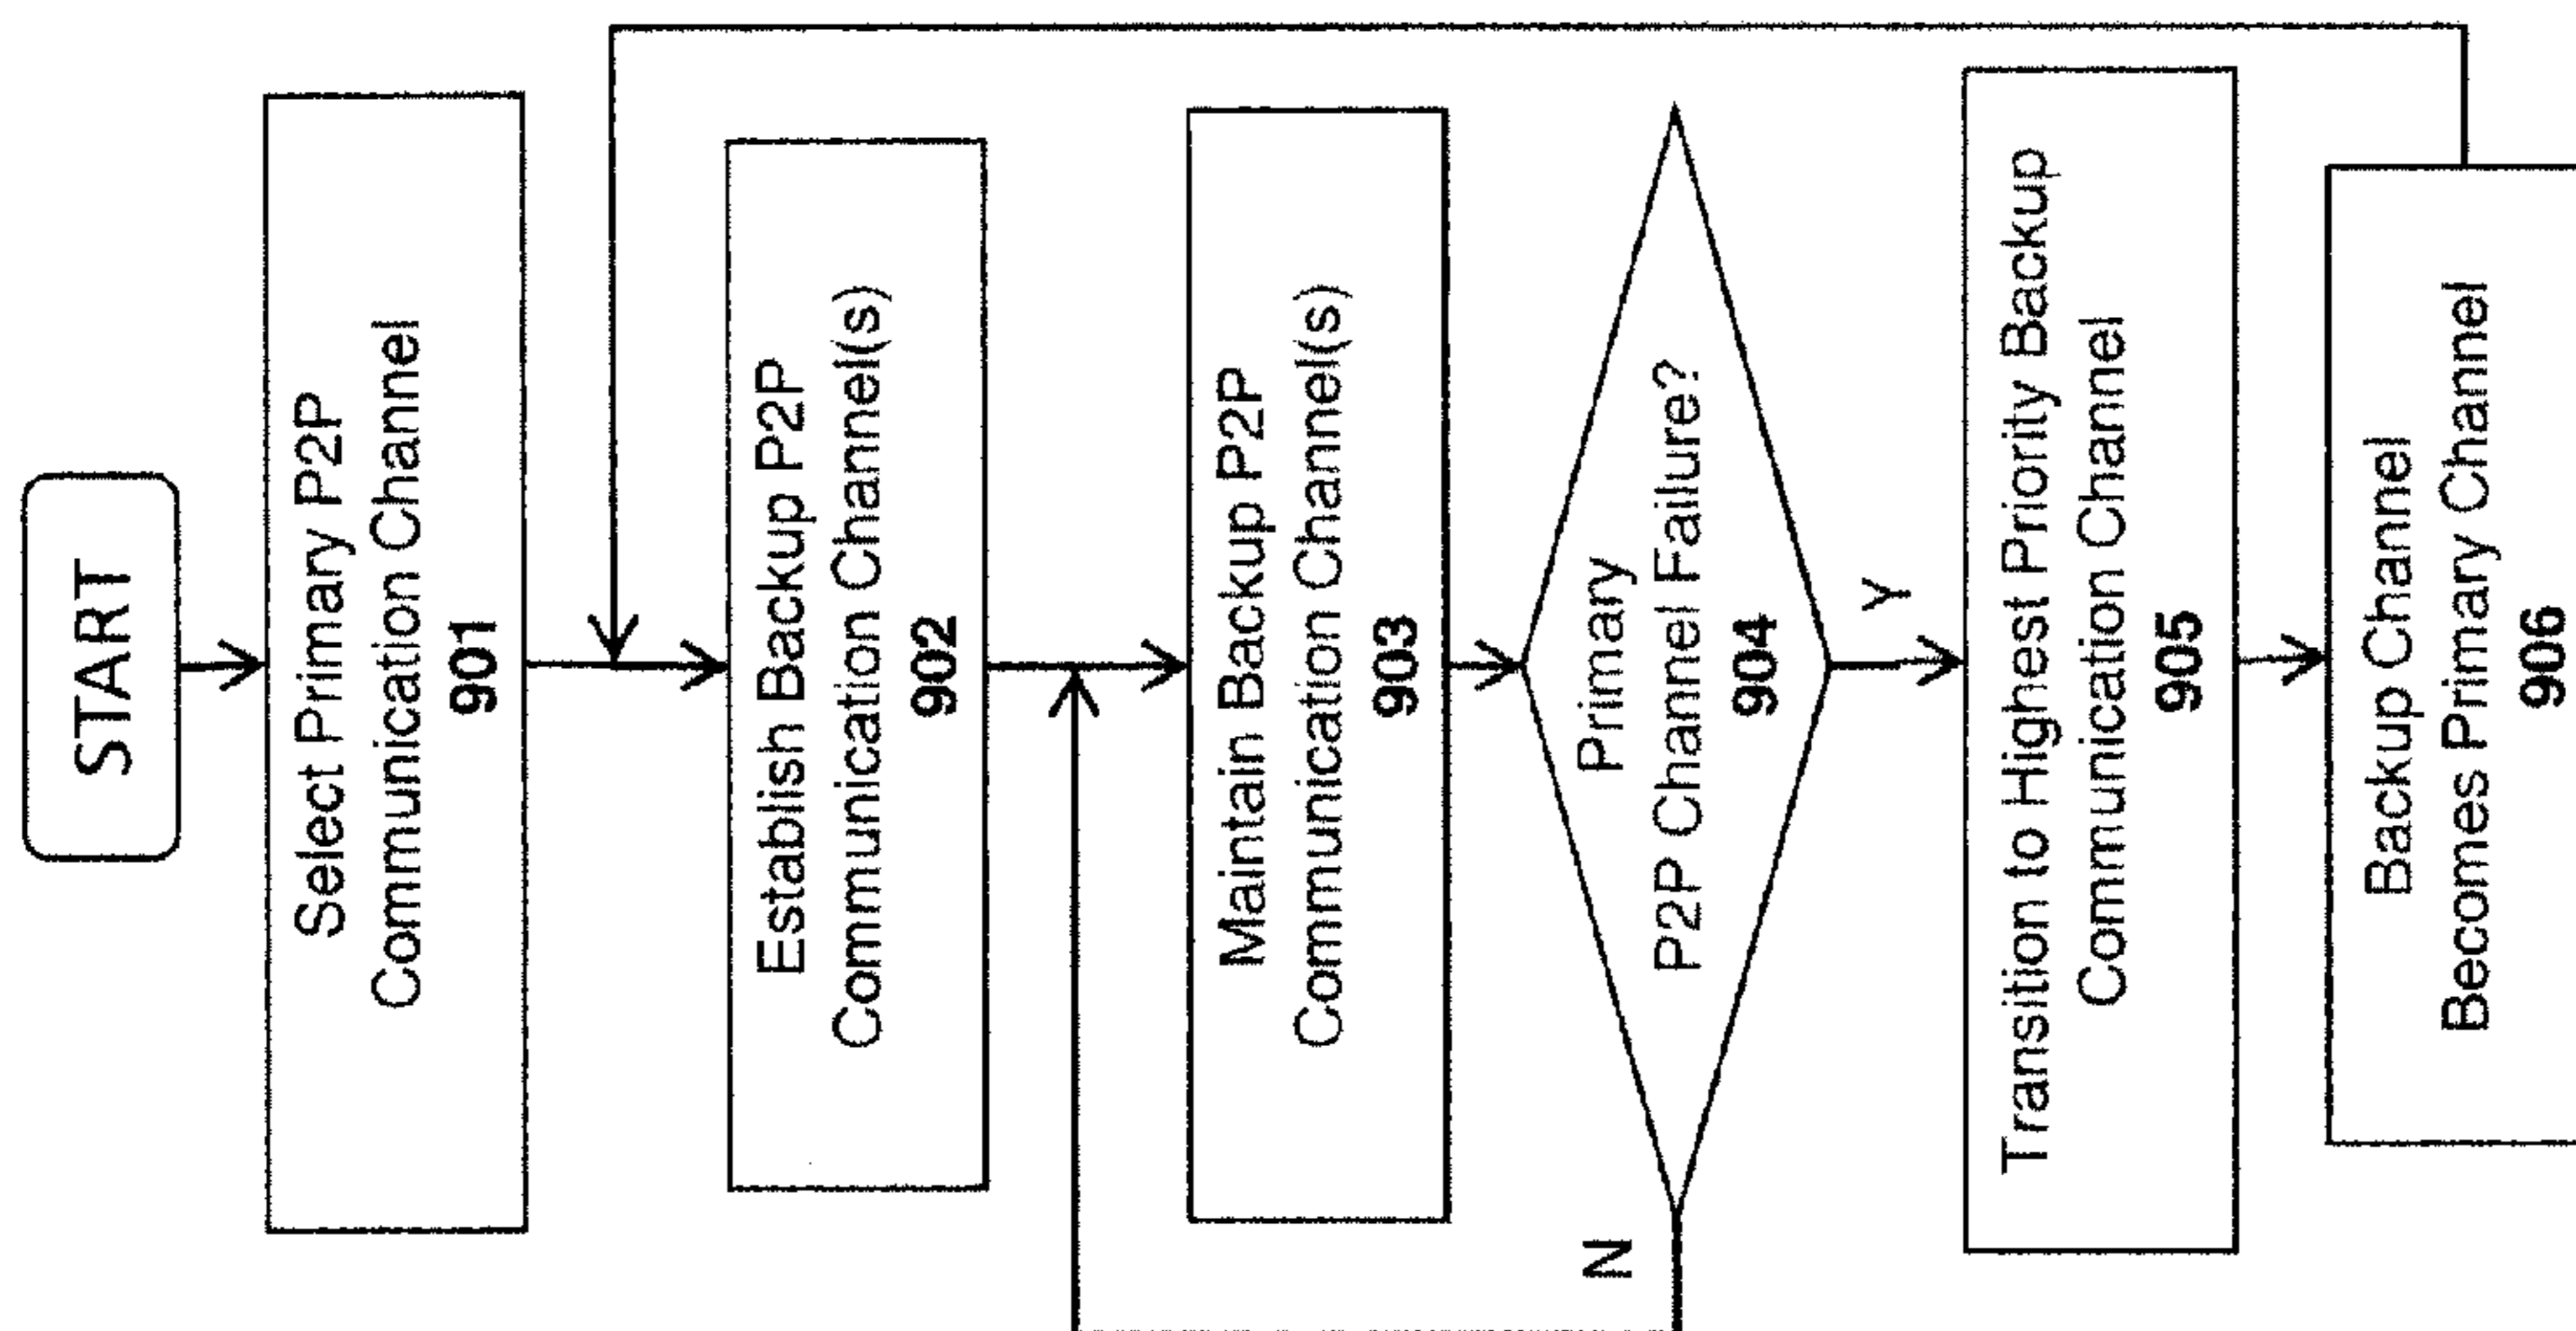 START
Select Primary P2P
Communication Channel
901
Establish Backup P2P
Communication Channel(s)
902
Maintain Backup P2P
Communication Channel(s)
903
Primary
P2P Channel Failure?
904
N
Y
Transition to Highest Priority Backup
Communication Channel
905
Backup Channel
Becomes Primary Channel
906